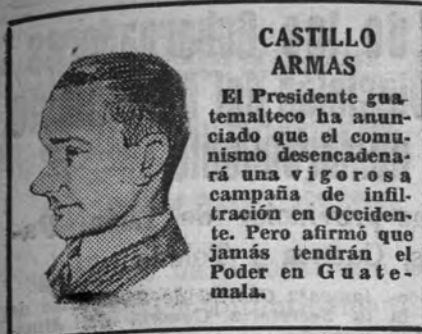 CASTILLO
ARMAS
El Presidente gua-
temalteco ha anun-
ciado que el comu-
nismo desencadena-
rá una vigorosa
campaña de infil-
tración en Occiden-
te. Pero afirmó que
jamás tendrán el
Poder en Guate-
mala.